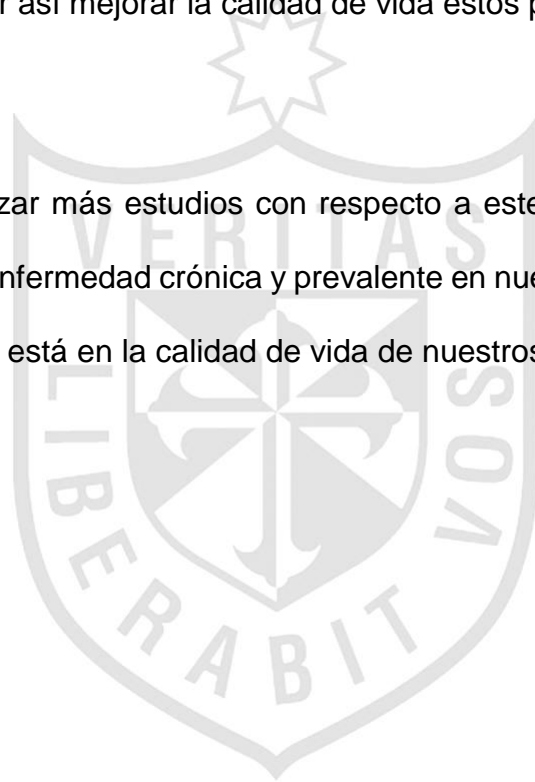 r así mejorar la calidad de vida estos p
zar más estudios con respecto a este
nfermedad crónica y prevalente en nue
está en la calidad de vida de nuestros
VERITAS
LIBERABIT
VOS